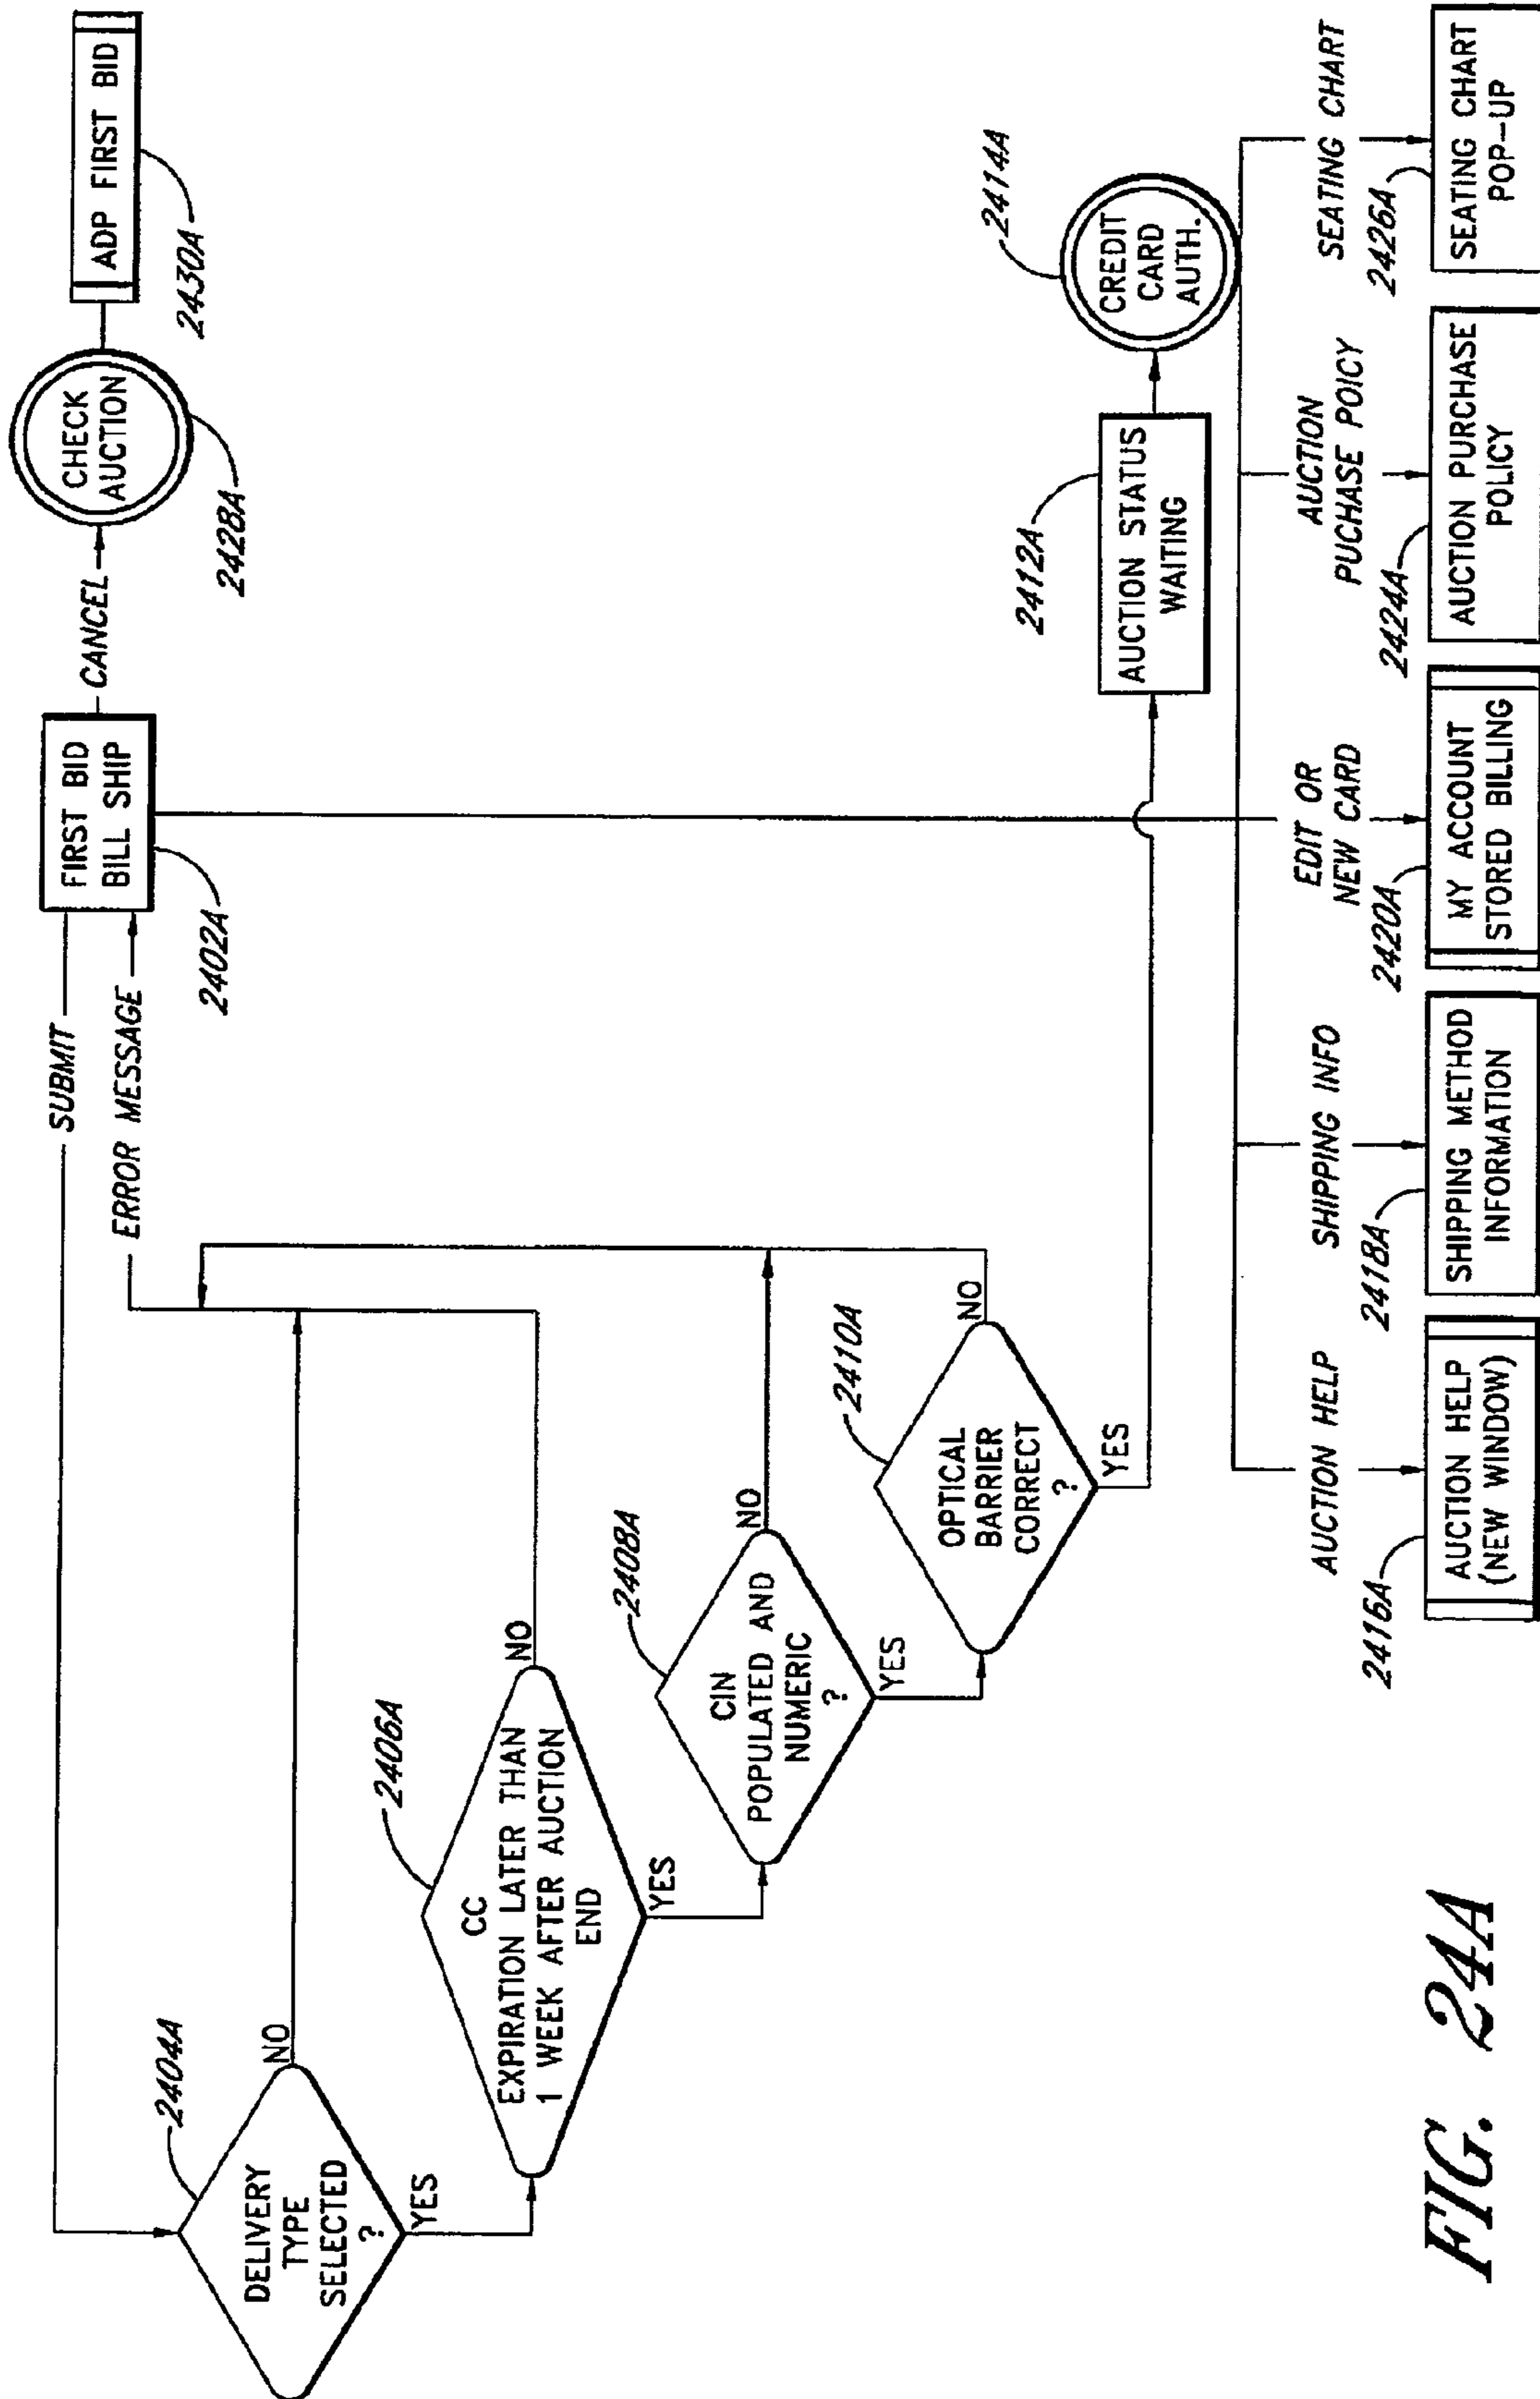 SUBMIT
ERROR MESSAGE
FIRST BID
BILL SHIP
2402A
CANCEL
CHECK
AUCTION
2428A
ADP FIRST BID
2430A
2404A
DELIVERY
TYPE
SELECTED
?
NO
YES
2406A
CC
EXPIRATION LATER THAN
1 WEEK AFTER AUCTION
END
NO
YES
2408A
CIN
POPULATED AND
NUMERIC
?
NO
YES
2410A
OPTICAL
BARRIER
CORRECT
?
NO
YES
2412A
AUCTION STATUS
WAITING
2414A
CREDIT
CARD
AUTH.
AUCTION HELP
2416A
AUCTION HELP
(NEW WINDOW)
SHIPPING INFO
2418A
SHIPPING METHOD
INFORMATION
EDIT OR
NEW CARD
2420A
MY ACCOUNT
STORED BILLING
AUCTION
PUCHASE POICY
2424A
AUCTION PURCHASE
POLICY
SEATING CHART
2426A
SEATING CHART
POP-UP
FIG. 24A